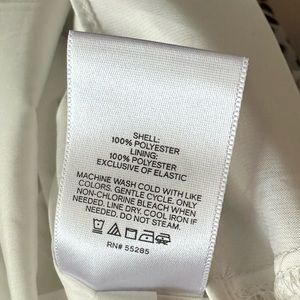 SHELL:
100% POLYESTER
LINING:
100% POLYESTER
EXCLUSIVE OF ELASTIC
MACHINE WASH COLD WITH LIKE
COLORS. GENTLE CYCLE. ONLY
NON-CHLORINE BLEACH WHEN
NEEDED. LINE DRY. COOL IRON IF
NEEDED. DO NOT STEAM.
RN# 55285